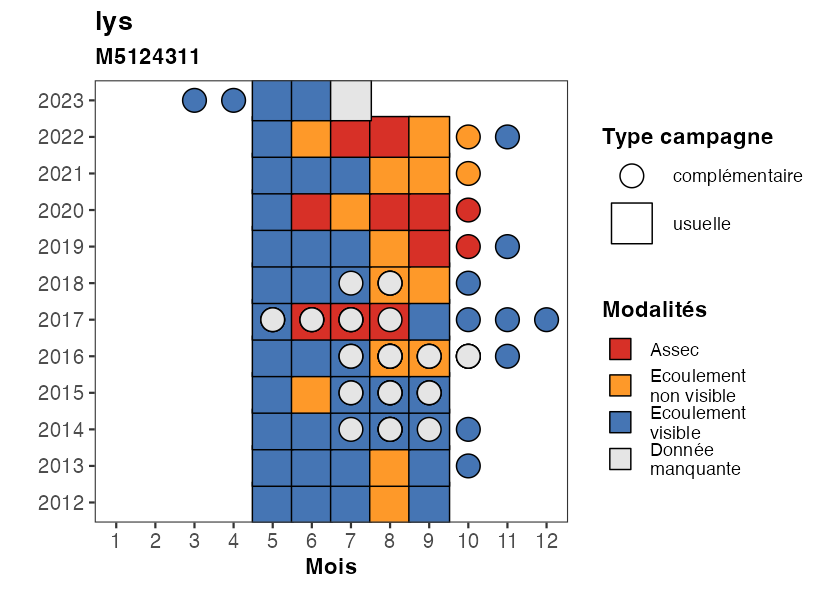 lys
M5124311
2023
2022
2021
2020
2019
2018
2017
2016
2015
2014
2013
2012
1 2 3 4 5 6 7 8 9 10 11 12
Mois
Type campagne
complémentaire
usuelle
Modalités
Assec
Ecoulement
non visible
Ecoulement
visible
Donnée
manquante